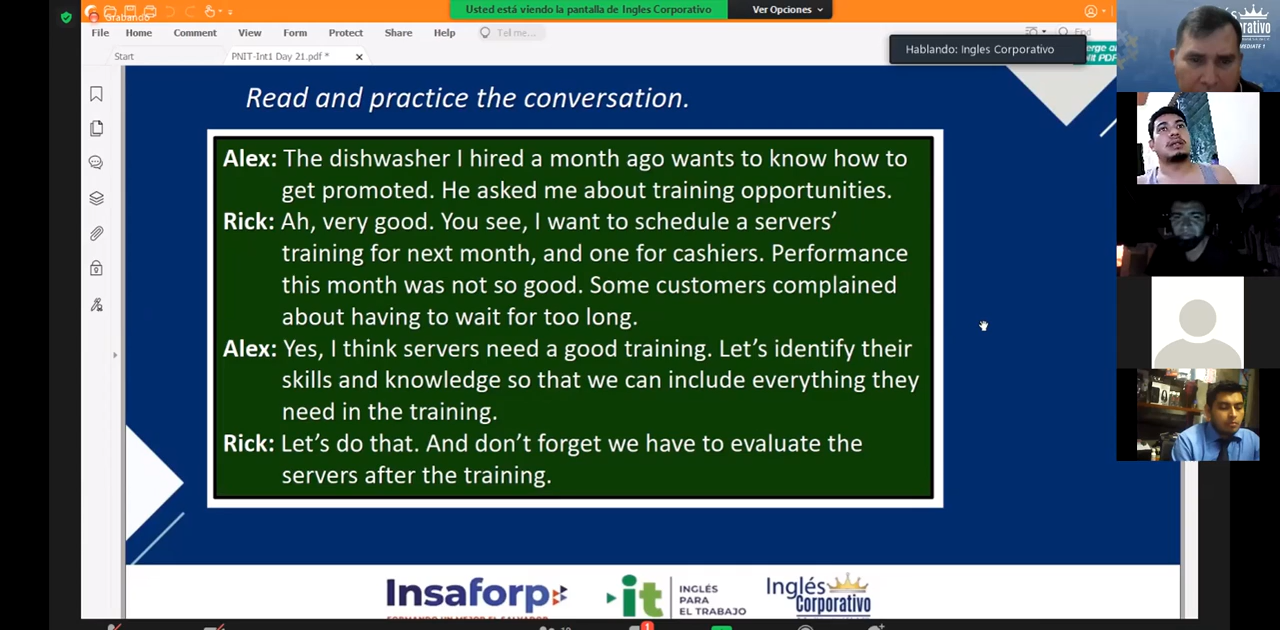 Grabando
Usted está viendo la pantalla de Ingles Corporativo
Ver Opciones
File Home Comment View Form Protect Share Help Tell me...
Hablando: Ingles Corporativo
Start
PNIT-Int1 Day 21.pdf *
Read and practice the conversation.
Alex: The dishwasher I hired a month ago wants to know how to
get promoted. He asked me about training opportunities.
Rick: Ah, very good. You see, I want to schedule a servers’
training for next month, and one for cashiers. Performance
this month was not so good. Some customers complained
about having to wait for too long.
Alex: Yes, I think servers need a good training. Let’s identify their
skills and knowledge so that we can include everything they
need in the training.
Rick: Let’s do that. And don’t forget we have to evaluate the
servers after the training.
Insaforp
it
INGLÉS
PARA
EL TRABAJO
Inglés
Corporativo